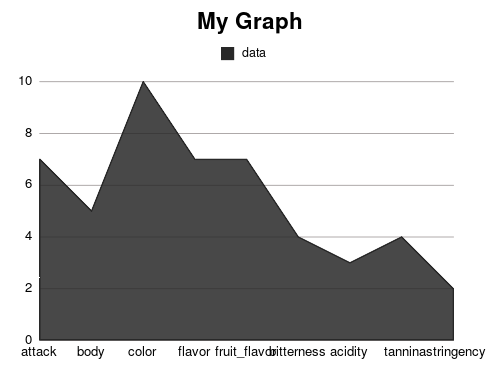 My Graph
data
10
8
6
4
2
0
attack body color flavor fruit_flavor bitterness acidity tannin astringency